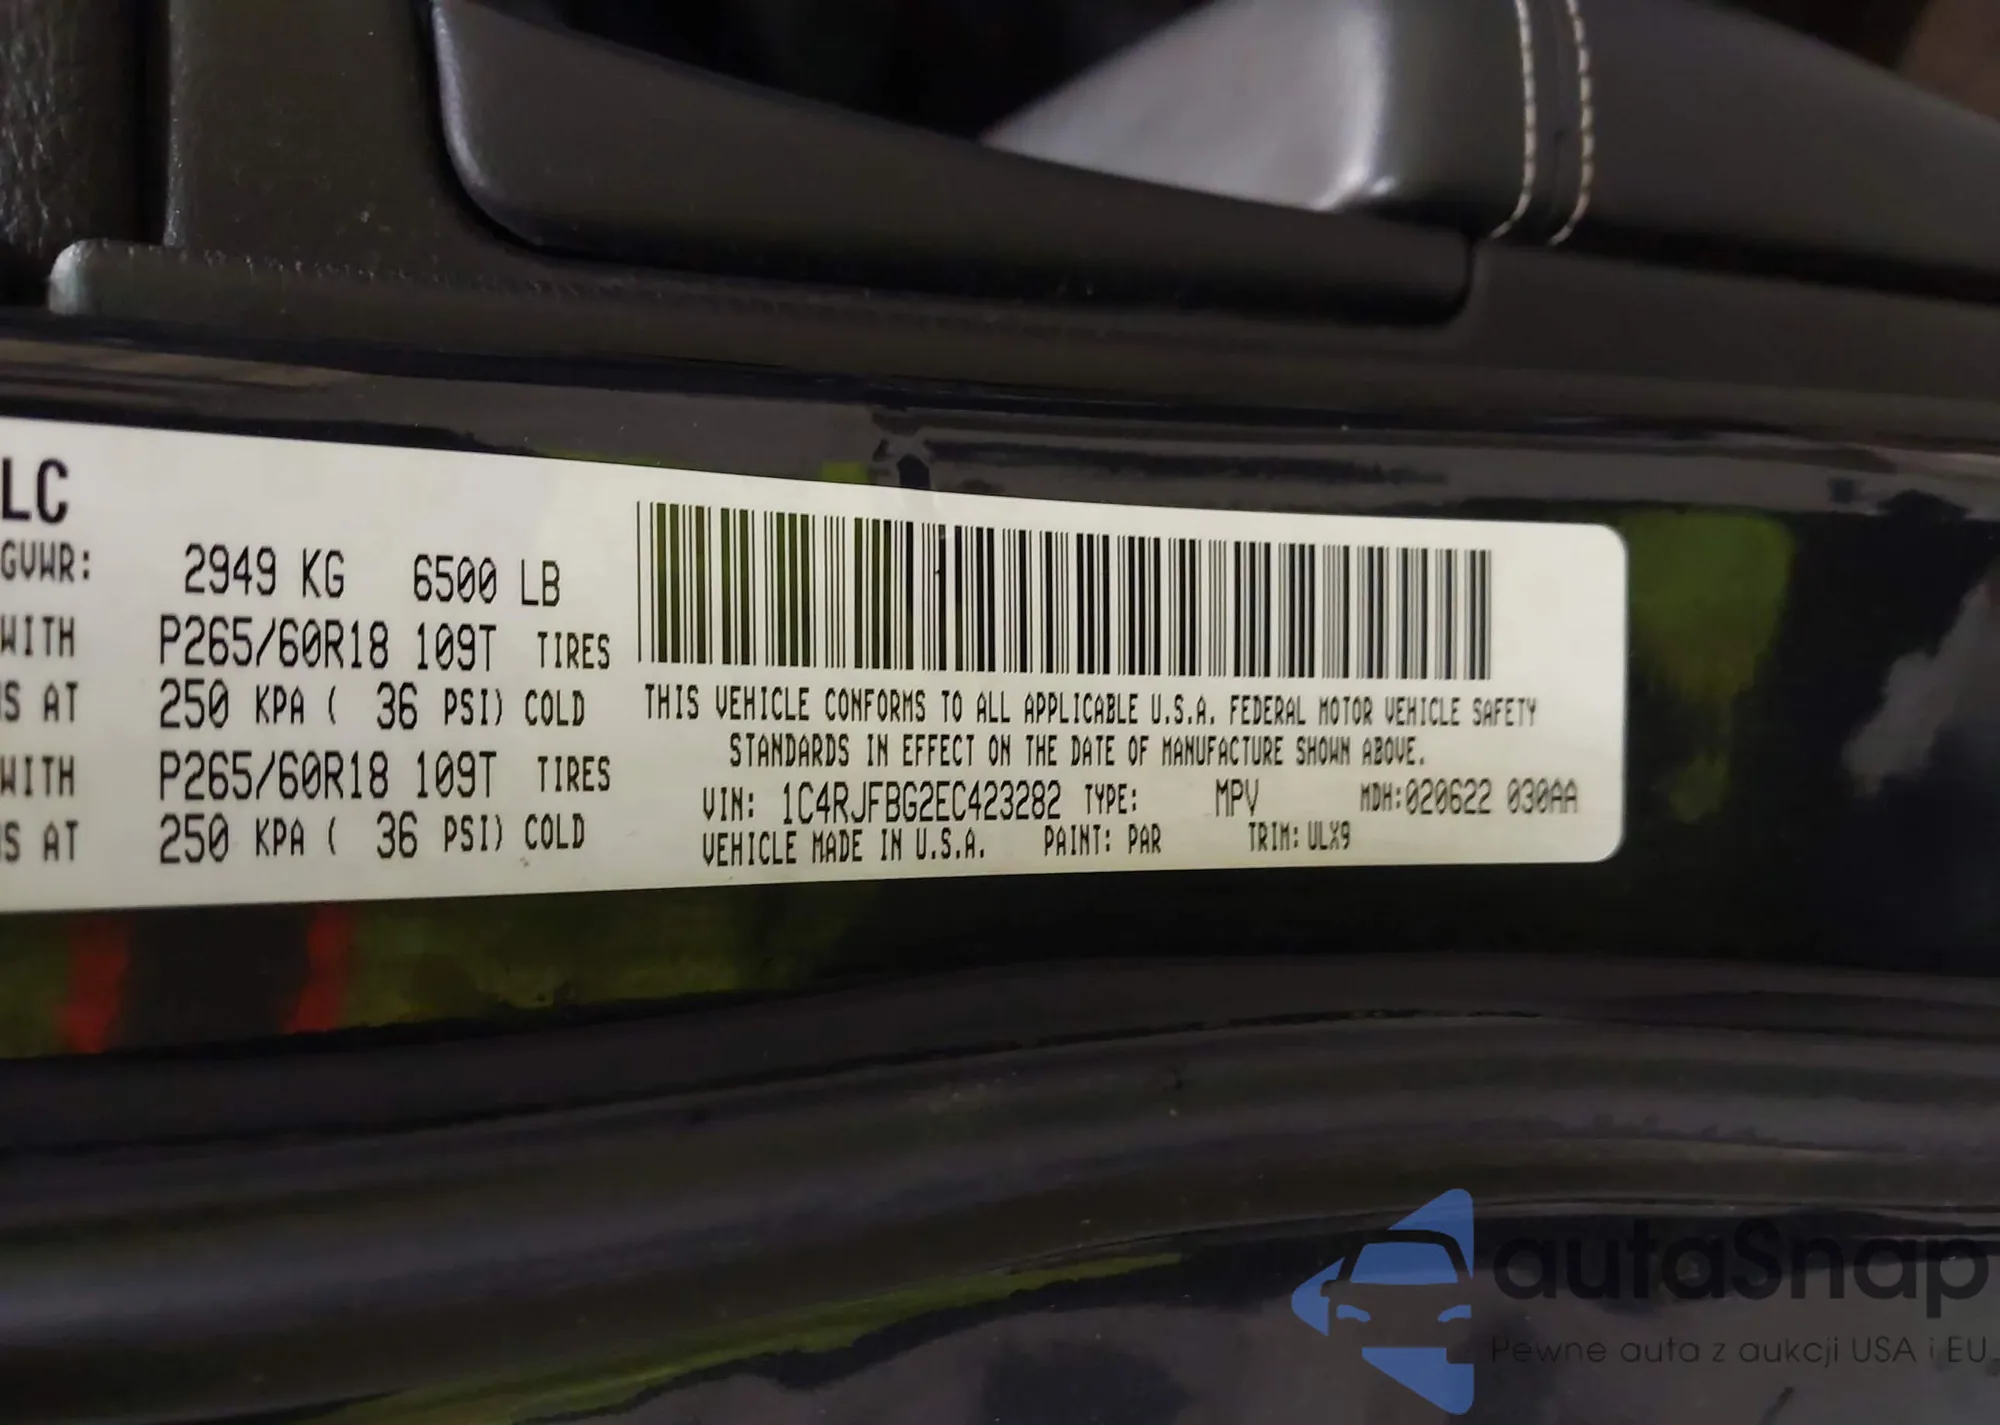 LC
GVWR: 2949 KG 6500 LB
WITH P265/60R18 109T TIRES
S AT 250 KPA ( 36 PSI) COLD
WITH P265/60R18 109T TIRES
S AT 250 KPA ( 36 PSI) COLD
THIS VEHICLE CONFORMS TO ALL APPLICABLE U.S.A. FEDERAL MOTOR VEHICLE SAFETY
STANDARDS IN EFFECT ON THE DATE OF MANUFACTURE SHOWN ABOVE.
VIN: 1C4RJFBG2EC423282 TYPE: MPV MDH:020622 030AA
VEHICLE MADE IN U.S.A. PAINT: PAR TRIM: ULX9
autaSnap
Pewne auta z aukcji USA i EU